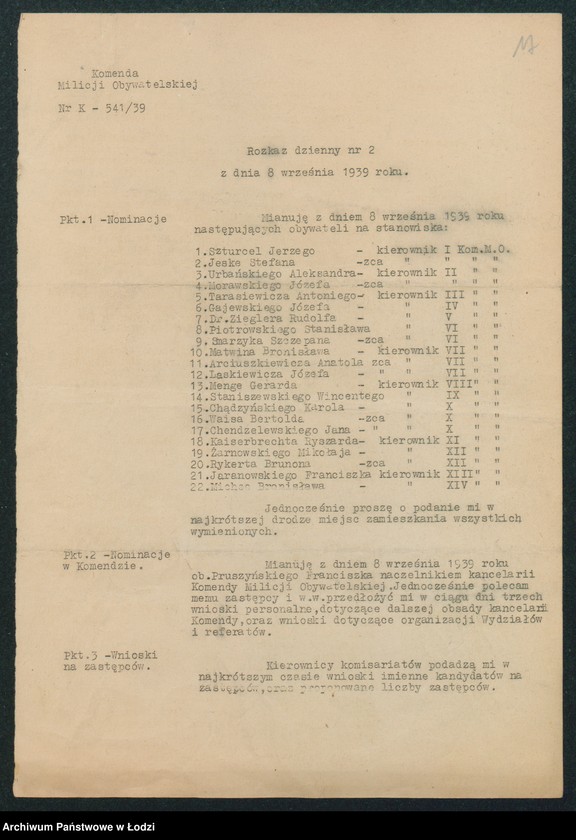 17
Komenda
Milicji Obywatelskiej
Nr K - 541/39
Rozkaz dzienny nr 2
z dnia 8 września 1939 roku.
Pkt.1 -Nominacje Mianuję z dniem 8 września 1939 roku
następujących obywateli na stanowiska:
1.Szturcel Jerzego - kierownik I Kom.M.O.
2.Jeske Stefana -zca " " " "
3.Urbańskiego Aleksandra- kierownik II " "
4.Morawskiego Józefa -zca " " " "
5.Tarasiewicza Antoniego- kierownik III " "
6.Gajewskiego Józefa - " IV " "
7.Dr.Zieglera Rudolfa - " V " "
8.Piotrowskiego Stanisława " VI " "
9.Smarzyka Szczepana -zca " VI " "
10.Matwina Bronisława - kierownik VII " "
11.Arciuszkiewicza Anatola zca " VII " "
12.Laskiewicza Józefa - " " VII " "
13.Menge Gerarda - kierownik VIII" "
14.Staniszewskiego Wincentego " IX " "
15.Chądzyńskiego Karola - " X " "
16.Waisa Bertolda -zca " X " "
17.Chendzelewskiego Jana - " " X " "
18.Kaiserbrechta Ryszarda- kierownik XI " "
19.Żarnowskiego Mikołaja - " XII " "
20.Rykerta Brunona -zca " XII " "
21.Jaranowskiego Franciszka kierownik XIII" "
22. Bronisława - " XIV " "
Jednocześnie proszę o podanie mi w
najkrótszej drodze miejsc zamieszkania wszystkich
wymienionych.
Pkt.2 -Nominacje
w Komendzie. Mianuję z dniem 8 września 1939 roku
ob.Pruszyńskiego Franciszka naczelnikiem kancelarii
Komendy Milicji Obywatelskiej.Jednocześnie polecam
memu zastępcy i w.w.przedłożyć mi w ciągu dni trzech
wnioski personalne,dotyczące dalszej obsady kancelarii
Komendy,oraz wnioski dotyczące organizacji Wydziałów
i referatów.
Pkt.3 -Wnioski
na zastępców. Kierownicy komisariatów podadzą mi w
najkrótszym czasie wnioski imienne kandydatów na
zastępców,oraz proponowane liczby zastępców.
Archiwum Państwowe w Łodzi